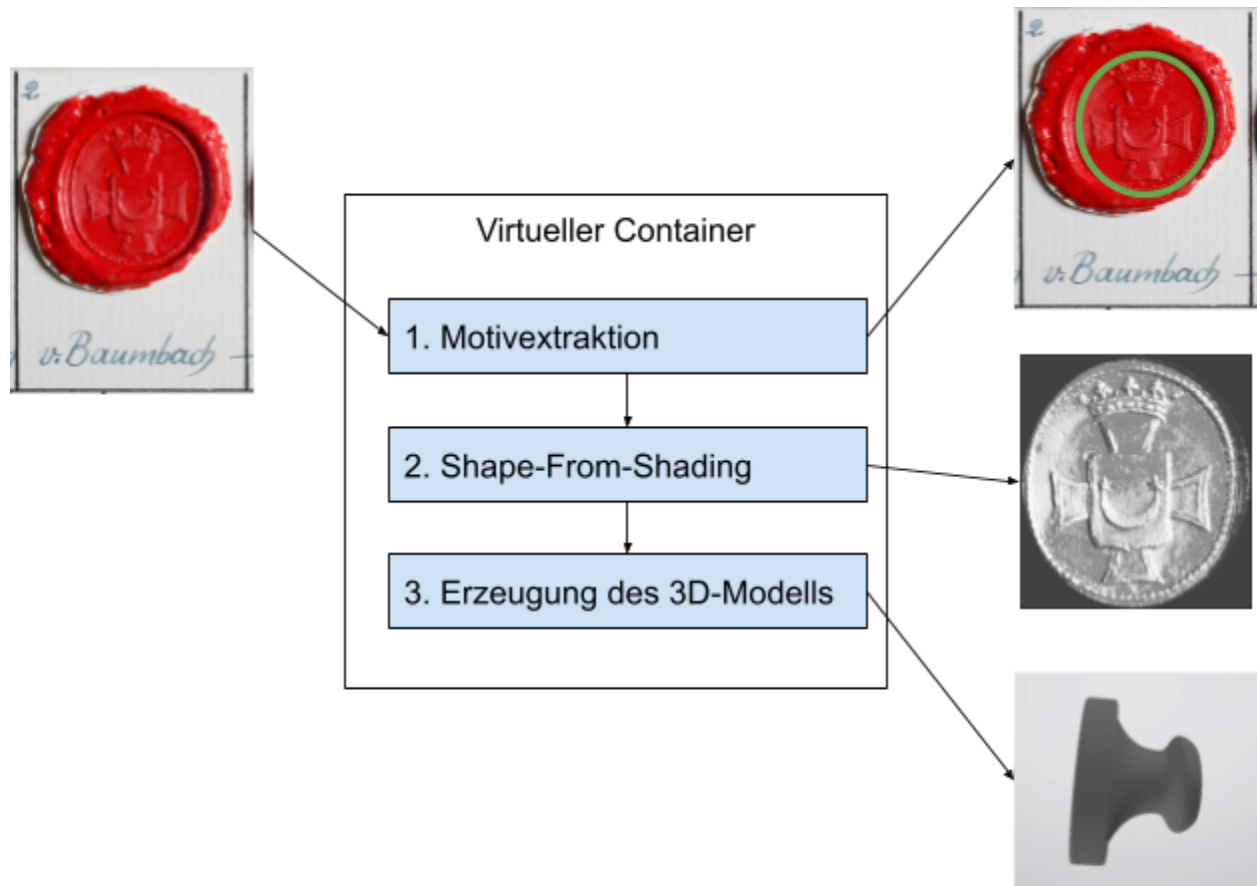 2
v. Baumbach
Virtueller Container
1. Motivextraktion
2. Shape-From-Shading
3. Erzeugung des 3D-Modells
2
v. Baumbach